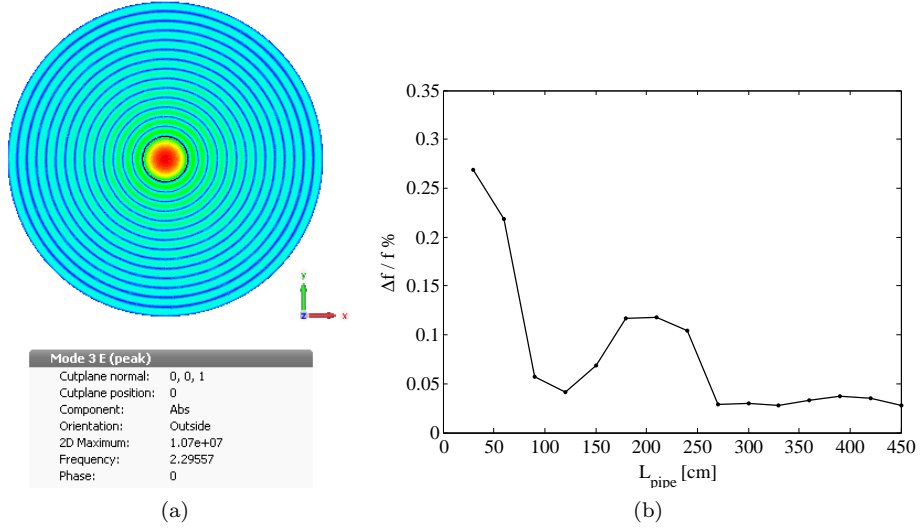 y
z
x
Mode 3 E (peak)
Cutplane normal: 0, 0, 1
Cutplane position: 0
Component: Abs
Orientation: Outside
2D Maximum: 1.07e+07
Frequency: 2.29557
Phase: 0
(a)
0.35
0.3
0.25
0.2
0.15
0.1
0.05
0
Δf / f %
0 50 100 150 200 250 300 350 400 450
L_pipe [cm]
(b)